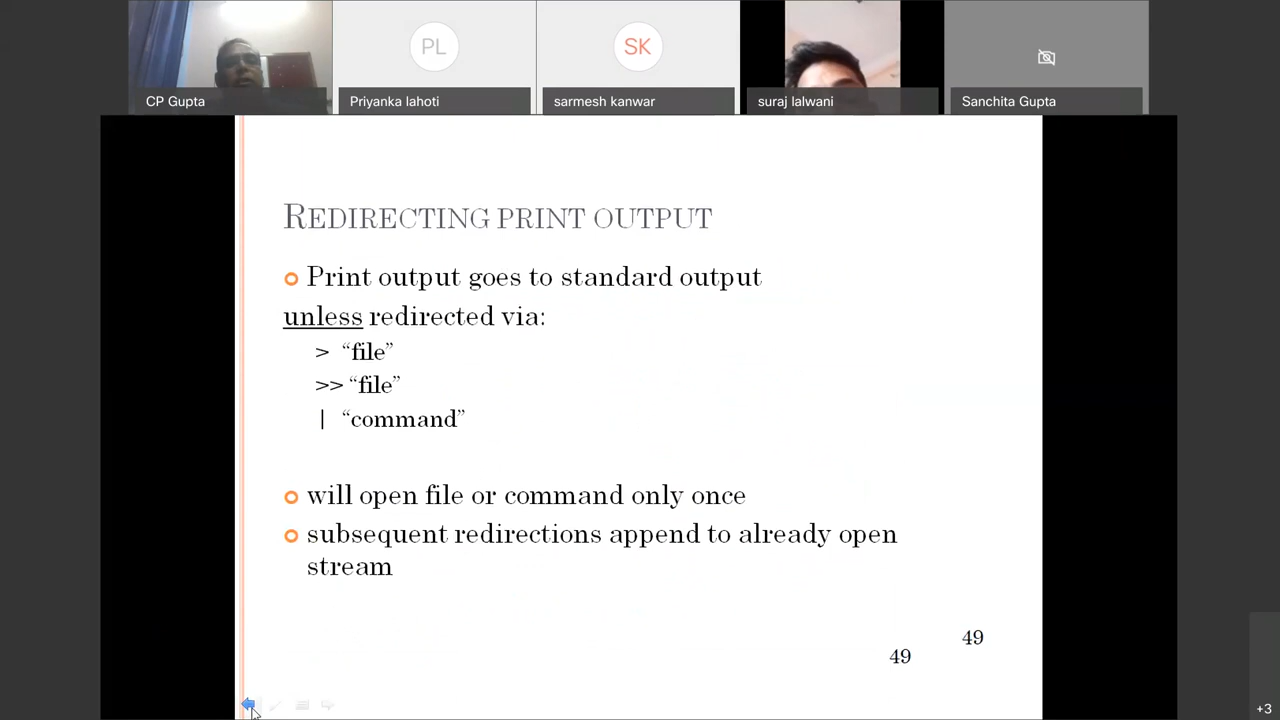 PL
SK
CP Gupta
Priyanka lahoti
sarmesh kanwar
suraj lalwani
Sanchita Gupta
REDIRECTING PRINT OUTPUT
Print output goes to standard output
unless redirected via:
> “file”
>> “file”
| “command”
will open file or command only once
subsequent redirections append to already open
stream
49
49
+3